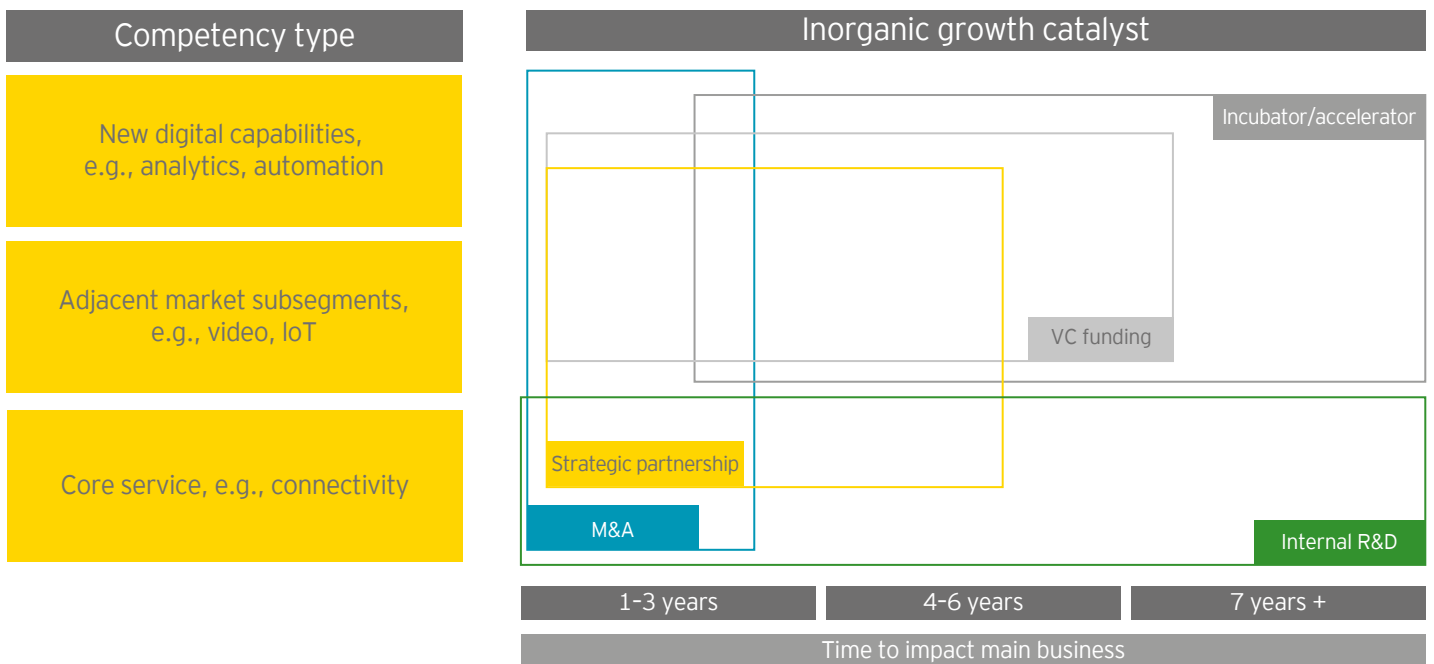 Competency type
Inorganic growth catalyst
New digital capabilities,
e.g., analytics, automation
Incubator/accelerator
Adjacent market subsegments,
e.g., video, IoT
VC funding
Core service, e.g., connectivity
Strategic partnership
M&A
Internal R&D
1–3 years
4–6 years
7 years +
Time to impact main business